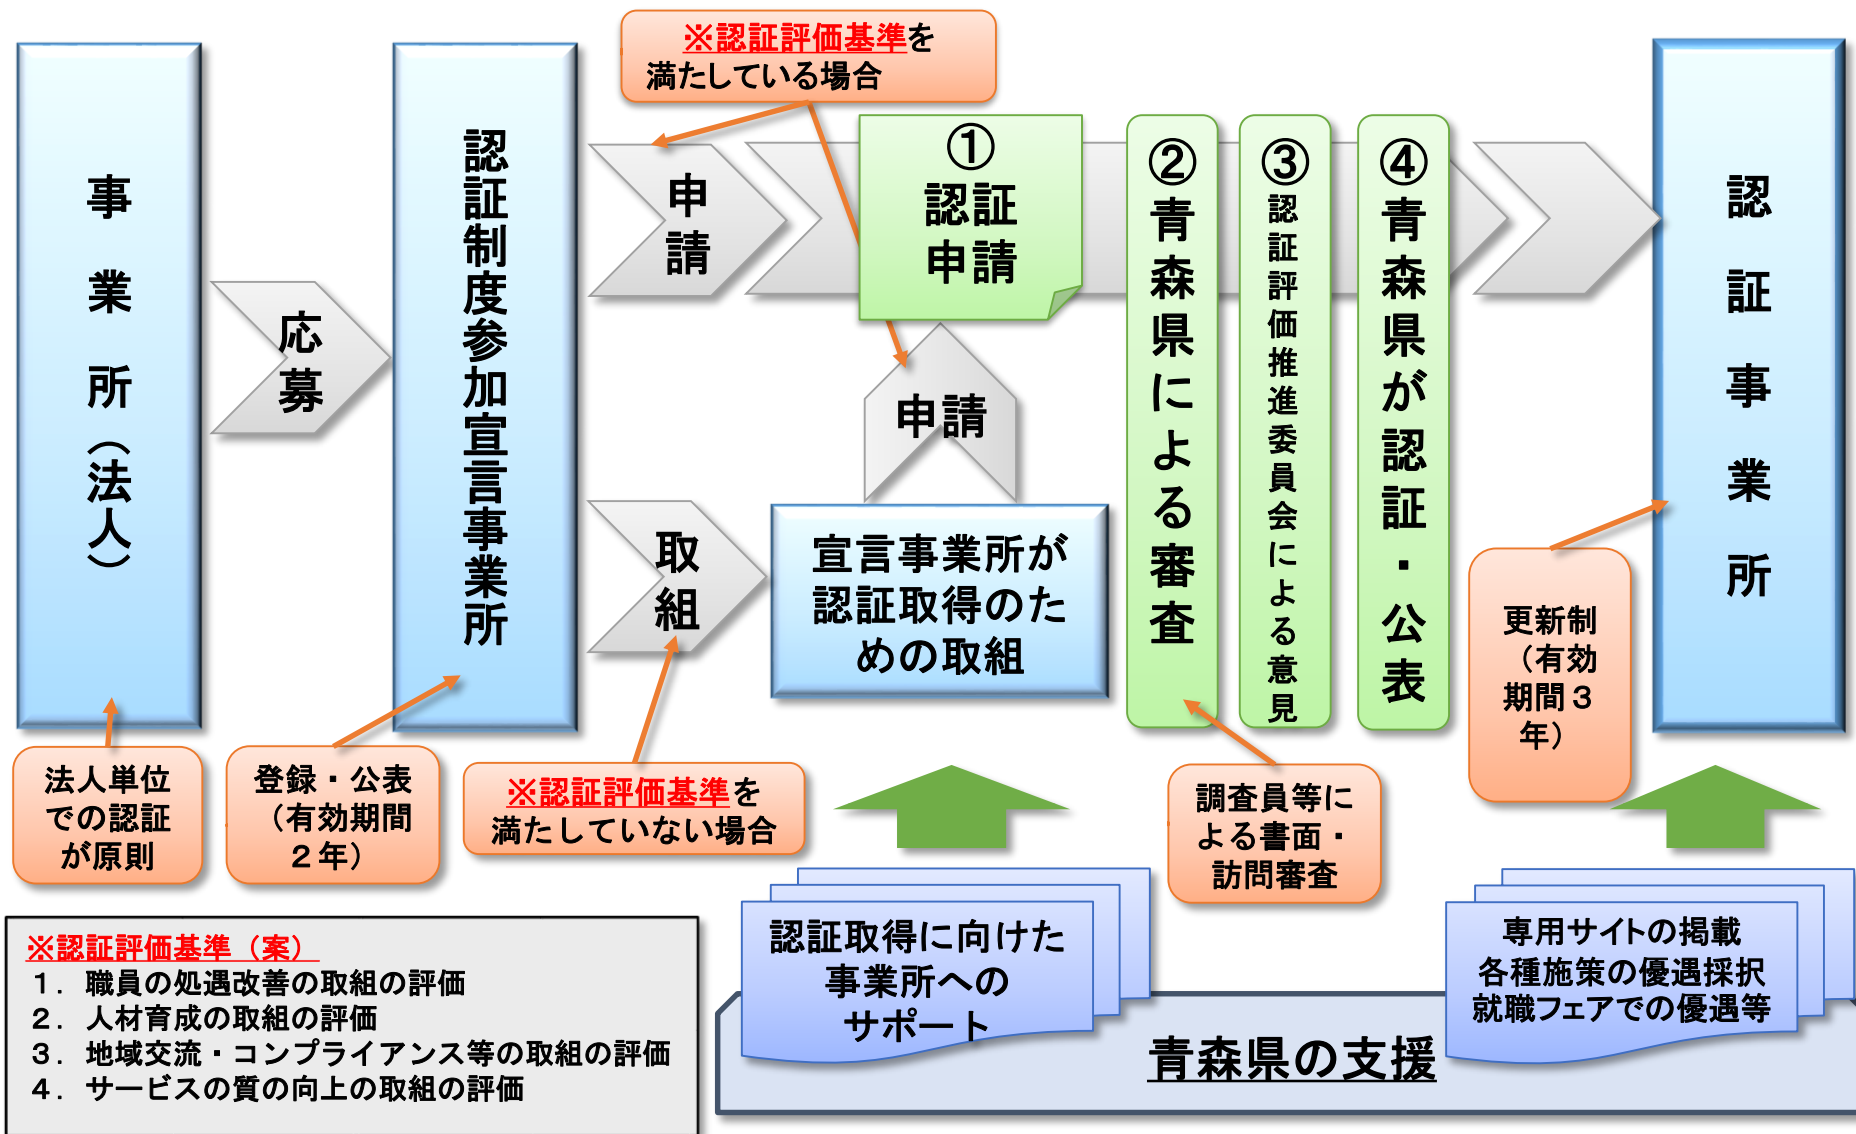 ※認証評価基準を
満たしている場合
事業所（法人）
応
募
認証制度参加宣言事業所
申
請
①
認証
申請
申請
取
組
宣言事業所が
認証取得のた
めの取組
②青森県による審査
③認証評価推進委員会による意見
④青森県が認証・公表
認証事業所
更新制
（有効
期間３
年）
法人単位
での認証
が原則
登録・公表
（有効期間
２年）
※認証評価基準を
満たしていない場合
調査員等に
よる書面・
訪問審査
※認証評価基準（案）
１．職員の処遇改善の取組の評価
２．人材育成の取組の評価
３．地域交流・コンプライアンス等の取組の評価
４．サービスの質の向上の取組の評価
認証取得に向けた
事業所への
サポート
青森県の支援
専用サイトの掲載
各種施策の優遇採択
就職フェアでの優遇等